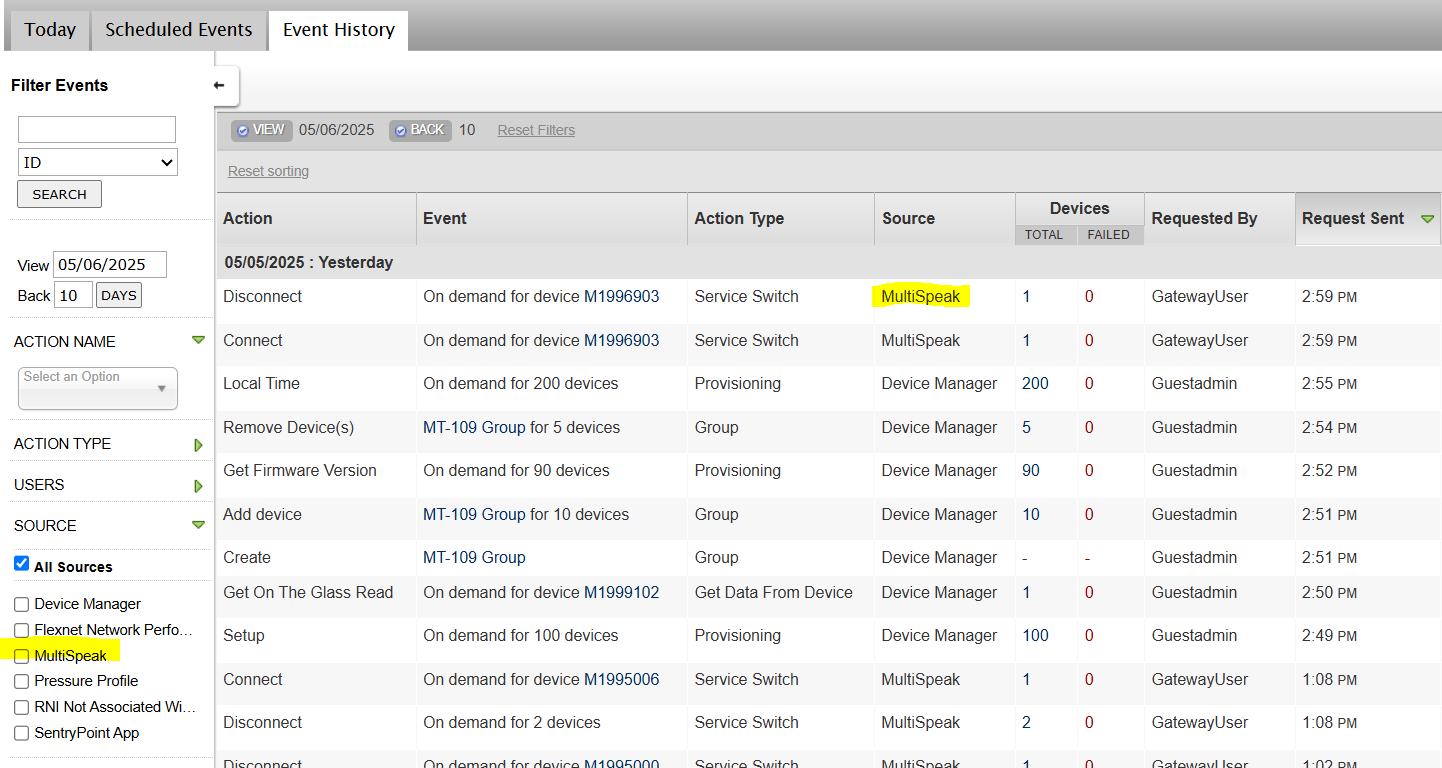 Today Scheduled Events Event History
Filter Events
ID
SEARCH
View 05/06/2025
Back 10 DAYS
ACTION NAME
Select an Option
ACTION TYPE
USERS
SOURCE
All Sources
Device Manager
Flexnet Network Perfo...
MultiSpeak
Pressure Profile
RNI Not Associated Wi...
SentryPoint App
VIEW 05/06/2025 BACK 10 Reset Filters
Reset sorting
Action Event Action Type Source Devices Requested By Request Sent
TOTAL FAILED
05/05/2025 : Yesterday
Disconnect On demand for device M1996903 Service Switch MultiSpeak 1 0 GatewayUser 2:59 PM
Connect On demand for device M1996903 Service Switch MultiSpeak 1 0 GatewayUser 2:59 PM
Local Time On demand for 200 devices Provisioning Device Manager 200 0 Guestadmin 2:55 PM
Remove Device(s) MT-109 Group for 5 devices Group Device Manager 5 0 Guestadmin 2:54 PM
Get Firmware Version On demand for 90 devices Provisioning Device Manager 90 0 Guestadmin 2:52 PM
Add device MT-109 Group for 10 devices Group Device Manager 10 0 Guestadmin 2:51 PM
Create MT-109 Group Group Device Manager - - Guestadmin 2:51 PM
Get On The Glass Read On demand for device M1999102 Get Data From Device Device Manager 1 0 Guestadmin 2:50 PM
Setup On demand for 100 devices Provisioning Device Manager 100 0 Guestadmin 2:49 PM
Connect On demand for device M1995006 Service Switch MultiSpeak 1 0 GatewayUser 1:08 PM
Disconnect On demand for 2 devices Service Switch MultiSpeak 2 0 GatewayUser 1:08 PM
Disconnect On demand for device M1995000 Service Switch MultiSpeak 1 0 GatewayUser 1:02 PM